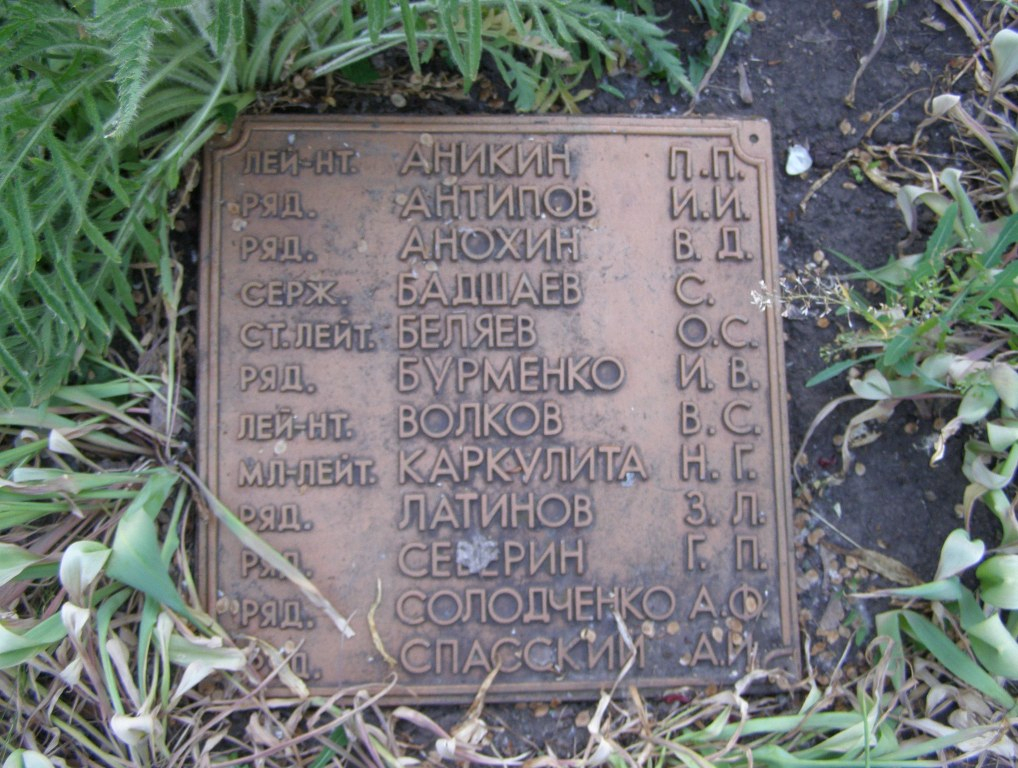 ЛЕЙ-НТ. АНИКИН П.П.
РЯД. АНТИПОВ И.И.
РЯД. АНОХИН В.Д.
СЕРЖ. БАДШАЕВ С.
СТ.ЛЕЙТ. БЕЛЯЕВ О.С.
РЯД. БУРМЕНКО И.В.
ЛЕЙ-НТ. ВОЛКОВ В.С.
МЛ-ЛЕЙТ. КАРКУЛИТА Н.Г.
РЯД. ЛАТИНОВ З.Л.
РЯД. СЕВЕРИН Г.П.
РЯД. СОЛОДЧЕНКО А.Ф.
РЯД. СПАССКИЙ А.И.